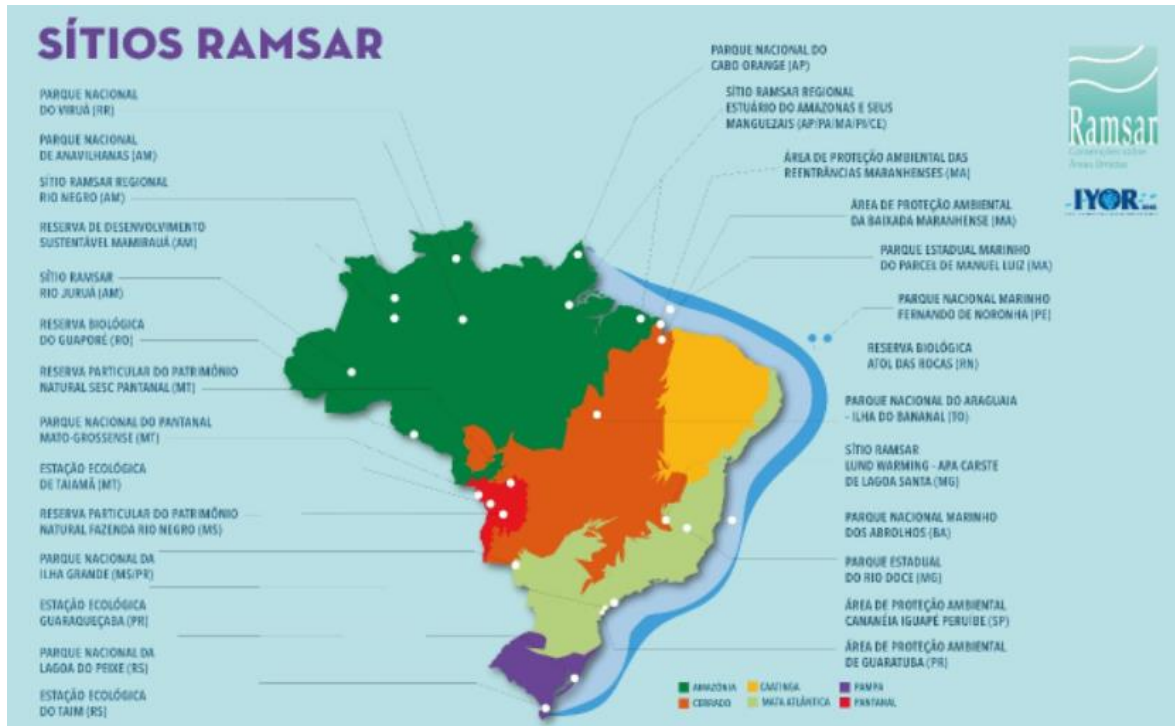 SÍTIOS RAMSAR
PARQUE NACIONAL
DO VIRUÁ (RR)
PARQUE NACIONAL
DE ANAVILHANAS (AM)
SÍTIO RAMSAR REGIONAL
RIO NEGRO (AM)
RESERVA DE DESENVOLVIMENTO
SUSTENTÁVEL MAMIRAUÁ (AM)
SÍTIO RAMSAR
RIO JURUÁ (AM)
RESERVA BIOLÓGICA
DO GUAPORÉ (RO)
RESERVA PARTICULAR DO PATRIMÔNIO
NATURAL SESC PANTANAL (MT)
PARQUE NACIONAL DO PANTANAL
MATO-GROSSENSE (MT)
ESTAÇÃO ECOLÓGICA
DE TAIAMÃ (MT)
RESERVA PARTICULAR DO PATRIMÔNIO
NATURAL FAZENDA RIO NEGRO (MS)
PARQUE NACIONAL DA
ILHA GRANDE (MS/PR)
ESTAÇÃO ECOLÓGICA
GUARAQUEÇABA (PR)
PARQUE NACIONAL DA
LAGOA DO PEIXE (RS)
ESTAÇÃO ECOLÓGICA
DO TAIM (RS)
PARQUE NACIONAL DO
CABO ORANGE (AP)
SÍTIO RAMSAR REGIONAL
ESTUÁRIO DO AMAZONAS E SEUS
MANGUEZAIS (AP/PA/MA/PI/CE)
ÁREA DE PROTEÇÃO AMBIENTAL DAS
REENTRÂNCIAS MARANHENSES (MA)
ÁREA DE PROTEÇÃO AMBIENTAL
DA BAIXADA MARANHENSE (MA)
PARQUE ESTADUAL MARINHO
DO PARCEL DE MANUEL LUIZ (MA)
PARQUE NACIONAL MARINHO
FERNANDO DE NORONHA (PE)
RESERVA BIOLÓGICA
ATOL DAS ROCAS (RN)
PARQUE NACIONAL DO ARAGUAIA
- ILHA DO BANANAL (TO)
SÍTIO RAMSAR
LUND WARMING - APA CARSTE
DE LAGOA SANTA (MG)
PARQUE NACIONAL MARINHO
DOS ABROLHOS (BA)
PARQUE ESTADUAL
DO RIO DOCE (MG)
ÁREA DE PROTEÇÃO AMBIENTAL
CANANÉIA IGUAPÉ PERUÍBE (SP)
ÁREA DE PROTEÇÃO AMBIENTAL
DE GUARATUBA (PR)
AMAZÔNIA
CAATINGA
PAMPA
CERRADO
MATA ATLÂNTICA
PANTANAL
Ramsar
Convenção sobre
Áreas Úmidas
IYOR